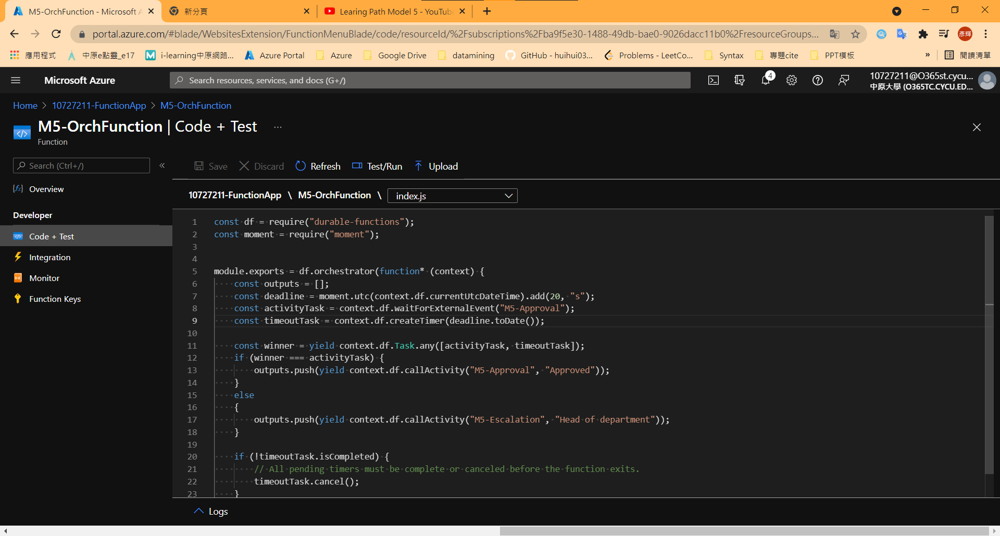 M5-OrchFunction - Microsoft A
新分頁
Learing Path Model 5 - YouTub
portal.azure.com/#blade/WebsitesExtension/FunctionMenuBlade/code/resourceId/%2Fsubscriptions%2Fba9f5e30-1488-49db-bae0-9026dacc11b0%2FresourceGroups...
彥輝
應用程式
中原e點靈_e17
i-learning中原網路...
Azure Portal
Azure
Google Drive
datamining
GitHub - huihui03...
Problems - LeetCo...
Syntax
專題cite
PPT模板
»
閱讀清單
Microsoft Azure
Search resources, services, and docs (G+/)
4
10727211@O365st.cycu...
中原大學 (O365TC.CYCU.ED...
Home > 10727211-FunctionApp > M5-OrchFunction
M5-OrchFunction | Code + Test ...
Function
Search (Ctrl+/)
«
Save
Discard
Refresh
Test/Run
Upload
Overview
Developer
Code + Test
Integration
Monitor
Function Keys
10727211-FunctionApp \ M5-OrchFunction \ index.js
1 const df = require("durable-functions");
2 const moment = require("moment");
3
4
5 module.exports = df.orchestrator(function* (context) {
6 const outputs = [];
7 const deadline = moment.utc(context.df.currentUtcDateTime).add(20, "s");
8 const activityTask = context.df.waitForExternalEvent("M5-Approval");
9 const timeoutTask = context.df.createTimer(deadline.toDate());
10
11 const winner = yield context.df.Task.any([activityTask, timeoutTask]);
12 if (winner === activityTask) {
13 outputs.push(yield context.df.callActivity("M5-Approval", "Approved"));
14 }
15 else
16 {
17 outputs.push(yield context.df.callActivity("M5-Escalation", "Head of department"));
18 }
19
20 if (!timeoutTask.isCompleted) {
21 // All pending timers must be complete or canceled before the function exits.
22 timeoutTask.cancel();
23 }
Logs